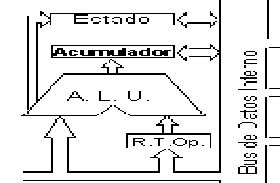 Estado
Acumulador
A. L. U.
R.T.Op.
Bus de Datos Interno